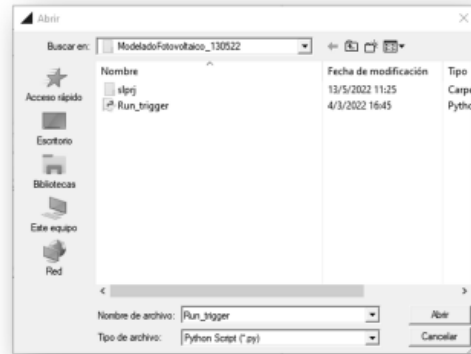 Abrir
Buscar en: ModeladoFotovoltaico_130522
Nombre Fecha de modificación Tipo
slprj 13/5/2022 11:25 Carpe
Run_trigger 4/3/2022 16:45 Pytho
Acceso rápido
Escritorio
Bibliotecas
Este equipo
Red
Nombre de archivo: Run_trigger Abrir
Tipo de archivo: Python Script (*.py) Cancelar